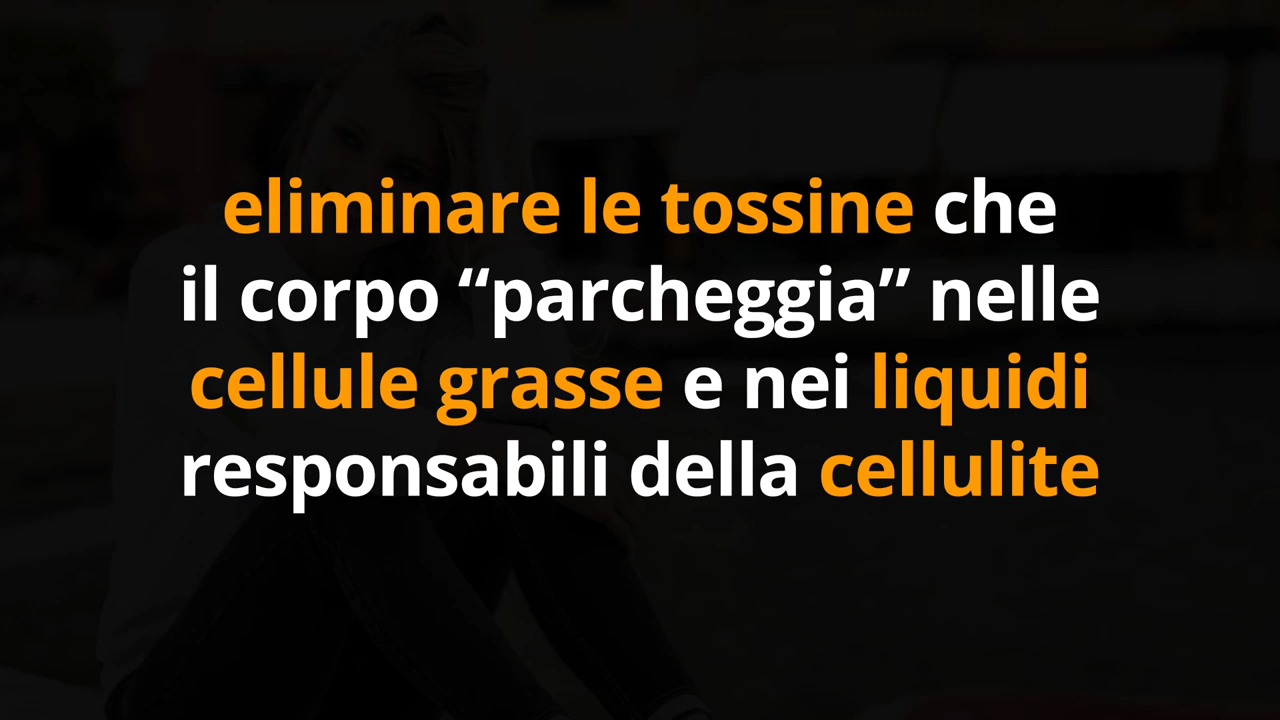 eliminare le tossine che
il corpo “parcheggia” nelle
cellule grasse e nei liquidi
responsabili della cellulite